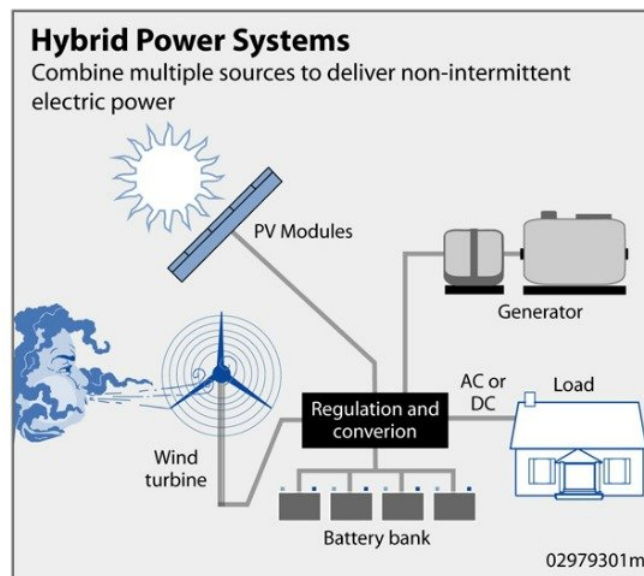 Hybrid Power Systems
Combine multiple sources to deliver non-intermittent
electric power
PV Modules
Generator
AC or
DC
Load
Regulation and
converion
Wind
turbine
Battery bank
02979301m